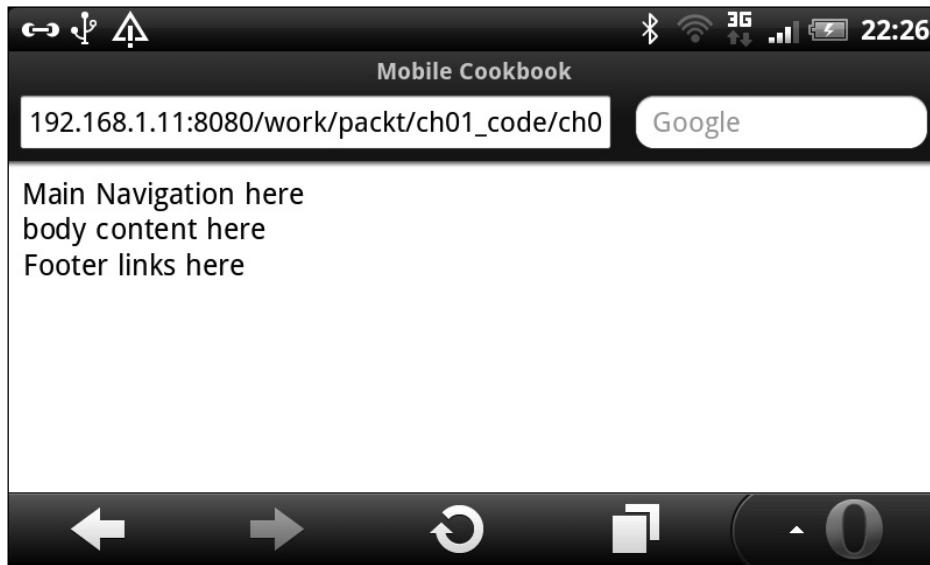 3G
22:26
Mobile Cookbook
192.168.1.11:8080/work/packt/ch01_code/ch0
Google
Main Navigation here
body content here
Footer links here